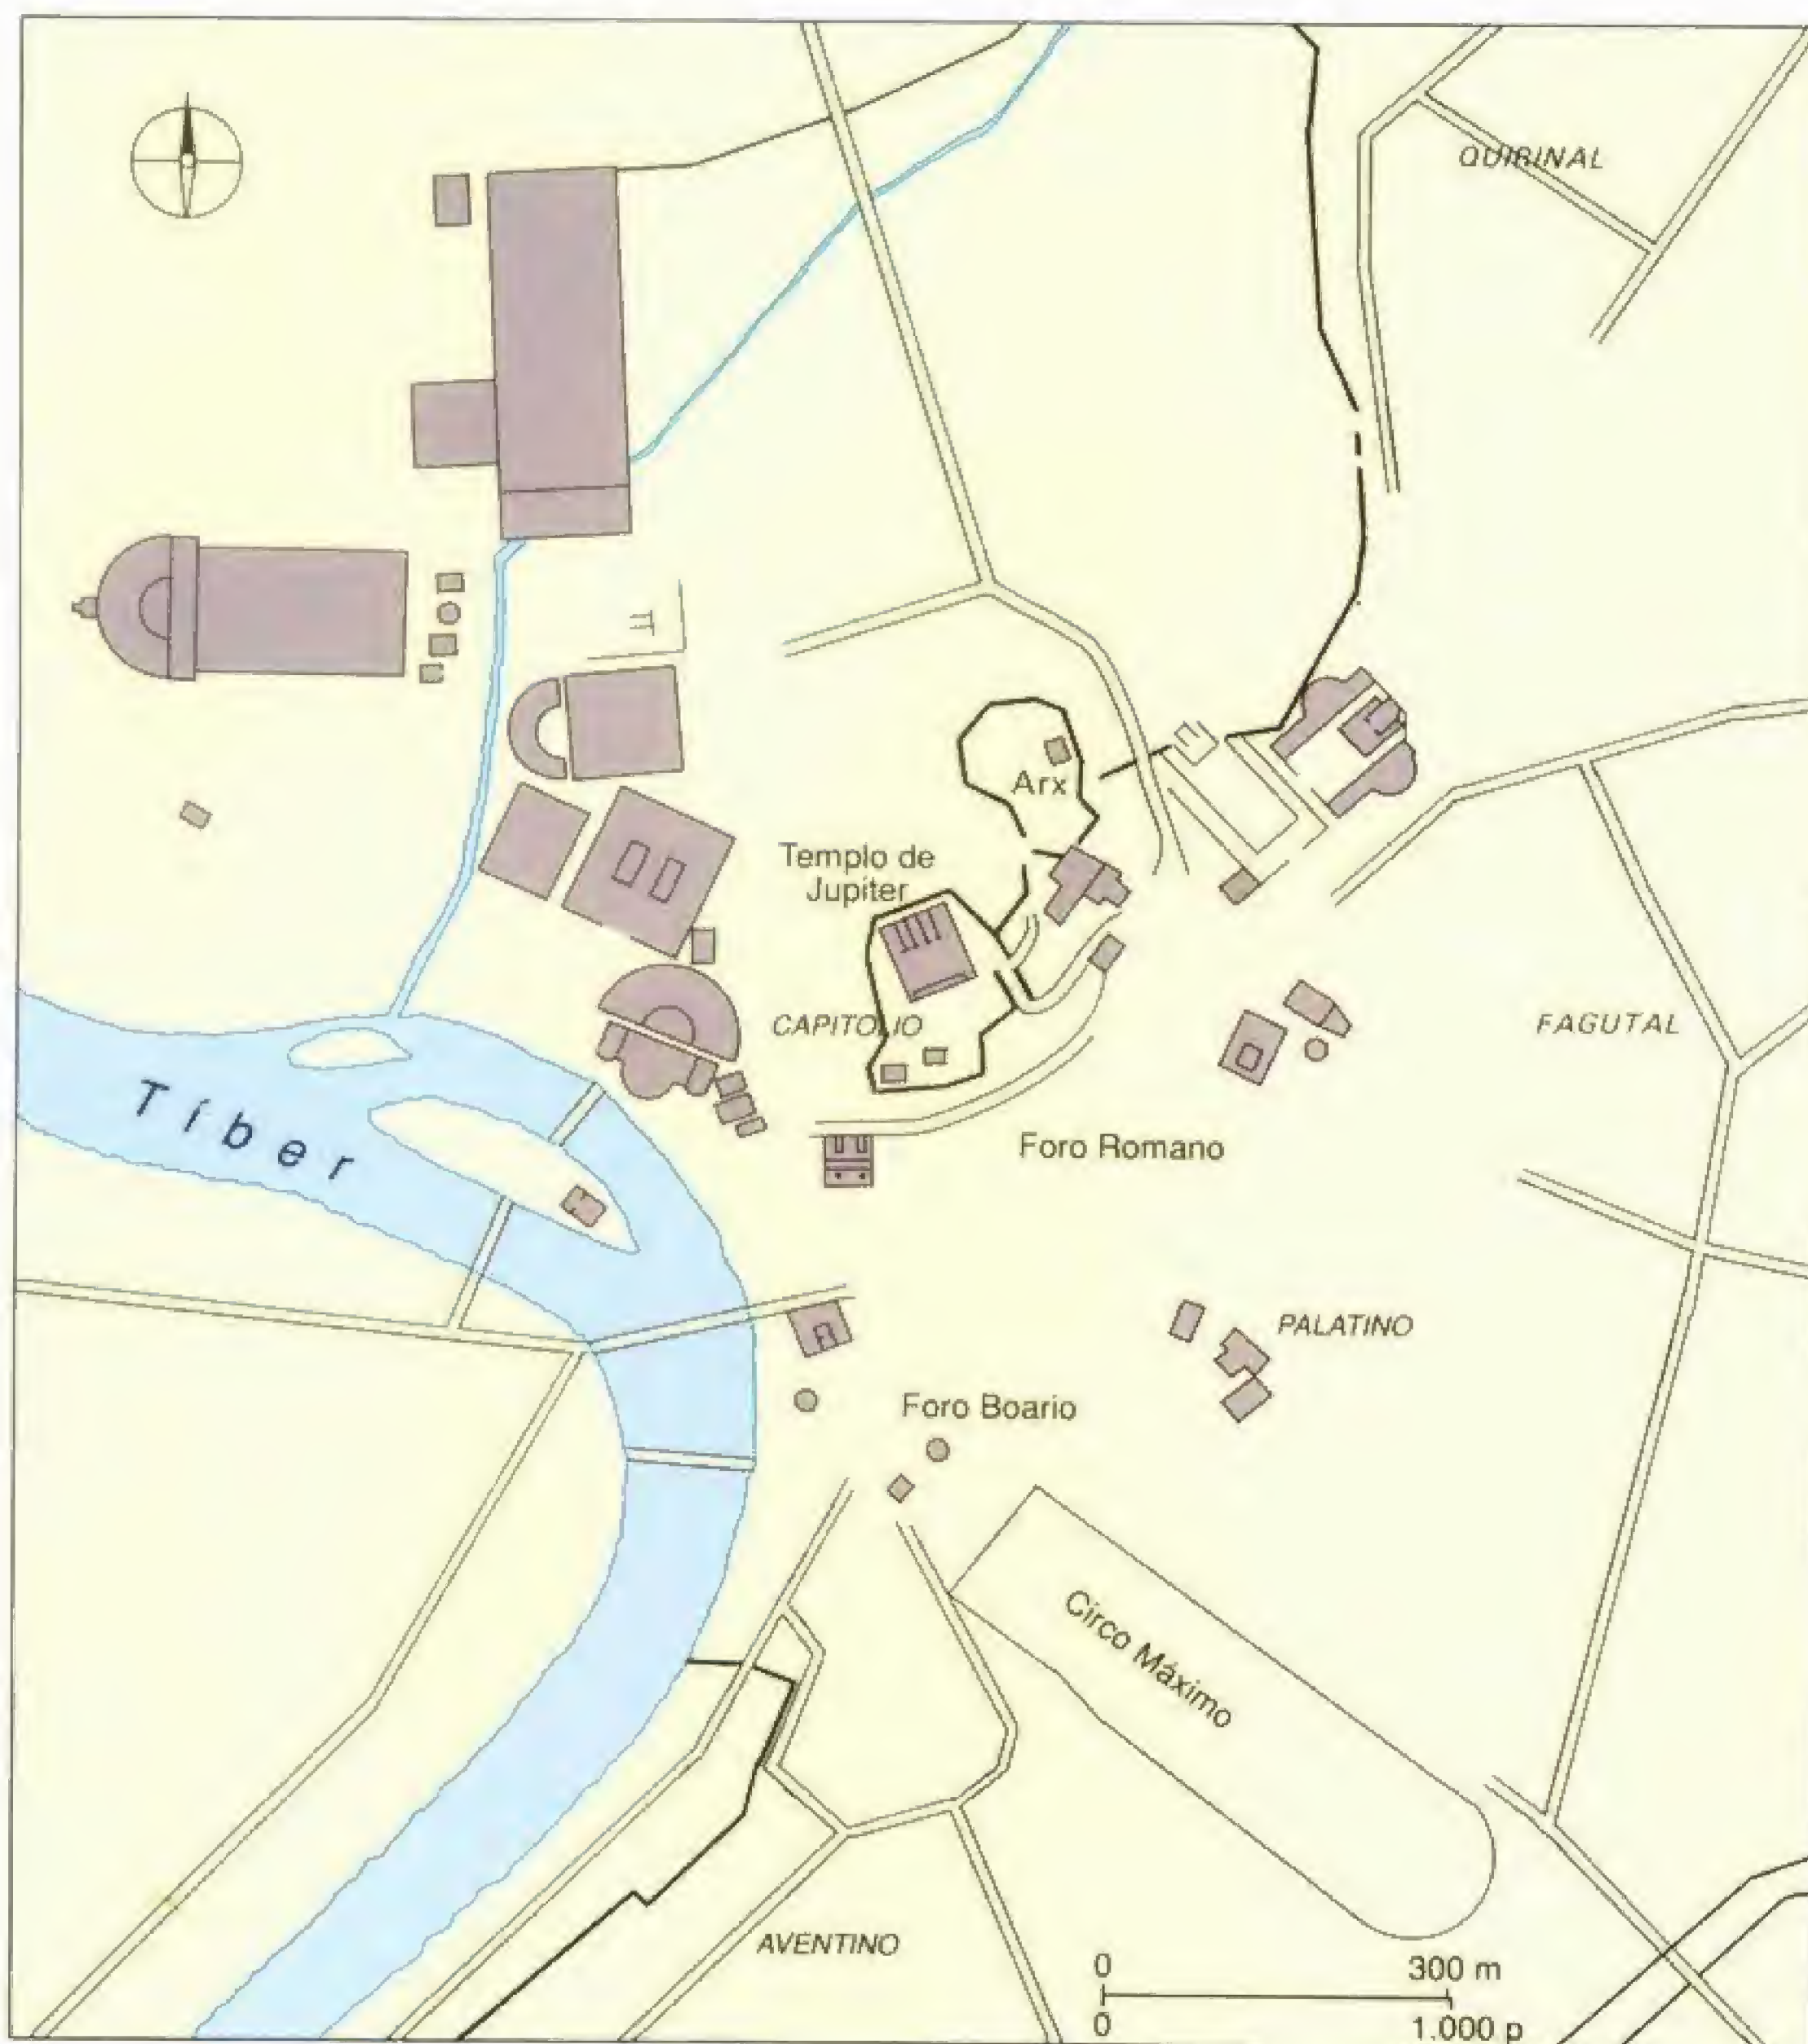 QUIRINAL
Arx
Templo de
Jupíter
CAPITOLIO
FAGUTAL
Tíber
Foro Romano
PALATINO
Foro Boario
Circo Máximo
AVENTINO
0 300 m
0 1.000 p